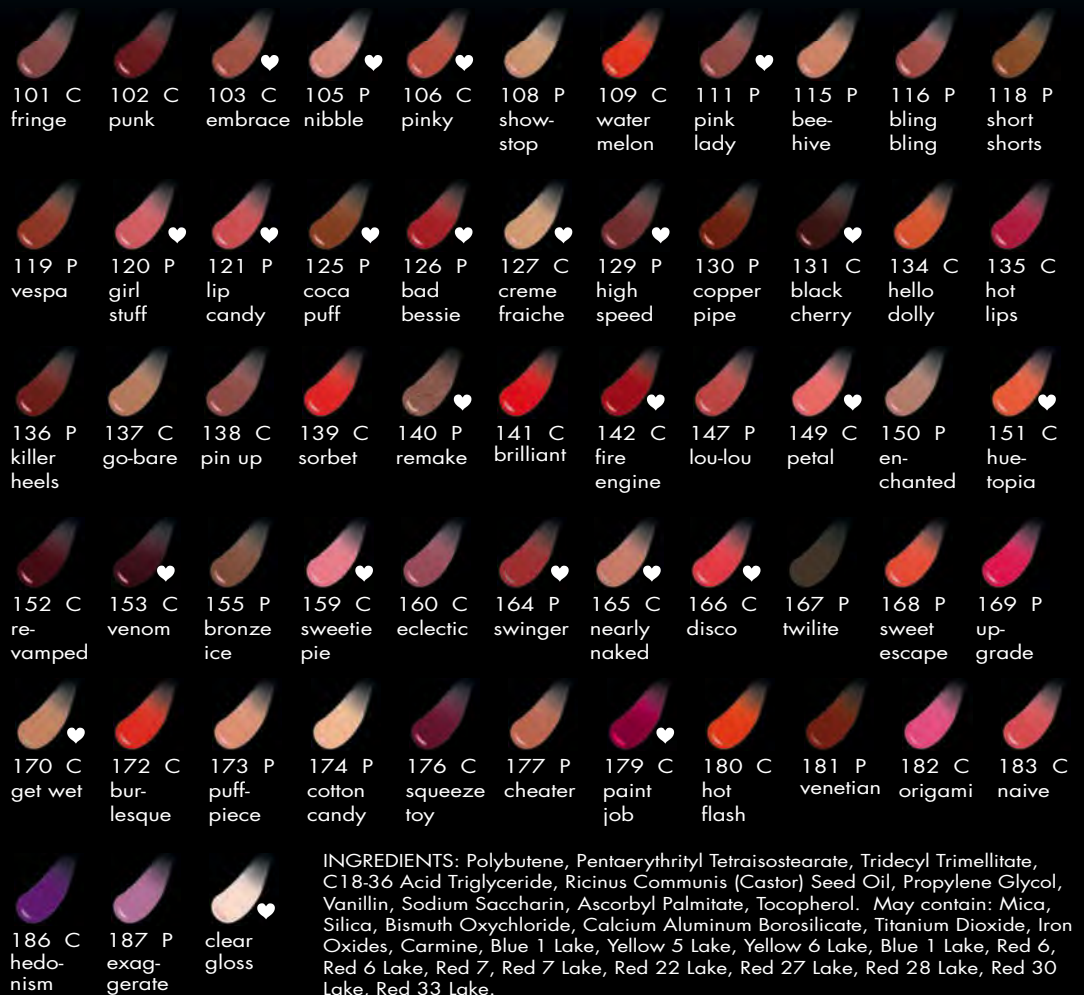 101 C
fringe
102 C
punk
103 C
embrace
105 P
nibble
106 C
pinky
108 P
show-
stop
109 C
water
melon
111 P
pink
lady
115 P
bee-
hive
116 P
bling
bling
118 P
short
shorts
119 P
vespa
120 P
girl
stuff
121 P
lip
candy
125 P
coca
puff
126 P
bad
bessie
127 C
creme
fraiche
129 P
high
speed
130 P
copper
pipe
131 C
black
cherry
134 C
hello
dolly
135 C
hot
lips
136 P
killer
heels
137 C
go-bare
138 C
pin up
139 C
sorbet
140 P
remake
141 C
brilliant
142 C
fire
engine
147 P
lou-lou
149 C
petal
150 P
en-
chanted
151 C
hue-
topia
152 C
re-
vamped
153 C
venom
155 P
bronze
ice
159 C
sweetie
pie
160 C
eclectic
164 P
swinger
165 C
nearly
naked
166 C
disco
167 P
twilite
168 P
sweet
escape
169 P
up-
grade
170 C
get wet
172 C
bur-
lesque
173 P
puff-
piece
174 P
cotton
candy
176 C
squeeze
toy
177 P
cheater
179 C
paint
job
180 C
hot
flash
181 P
venetian
182 C
origami
183 C
naive
186 C
hedo-
nism
187 P
exag-
gerate
clear
gloss
INGREDIENTS: Polybutene, Pentaerythrityl Tetraisostearate, Tridecyl Trimellitate,
C18-36 Acid Triglyceride, Ricinus Communis (Castor) Seed Oil, Propylene Glycol,
Vanillin, Sodium Saccharin, Ascorbyl Palmitate, Tocopherol.  May contain: Mica,
Silica, Bismuth Oxychloride, Calcium Aluminum Borosilicate, Titanium Dioxide, Iron
Oxides, Carmine, Blue 1 Lake, Yellow 5 Lake, Yellow 6 Lake, Blue 1 Lake, Red 6,
Red 6 Lake, Red 7, Red 7 Lake, Red 22 Lake, Red 27 Lake, Red 28 Lake, Red 30
Lake, Red 33 Lake.